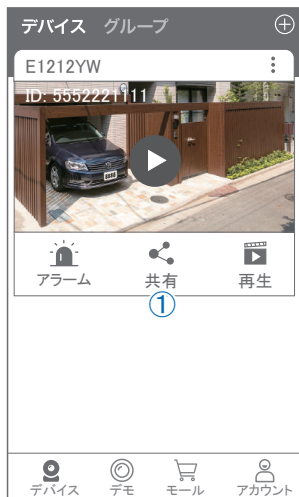 デバイス グループ
E1212YW
ID: 5552221111
アラーム 共有 再生
①
デバイス デモ モール アカウント